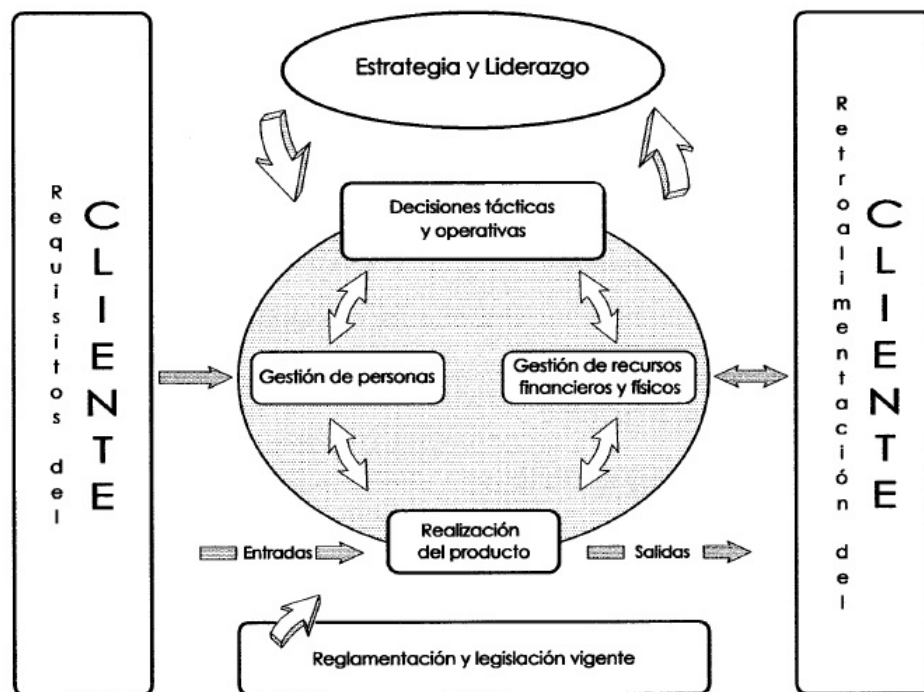 Requisitos del
CLIENTE
Estrategia y Liderazgo
Decisiones tácticas
y operativas
Gestión de personas
Gestión de recursos
financieros y físicos
Realización
del producto
Entradas
Salidas
Reglamentación y legislación vigente
Retroalimentación del
CLIENTE